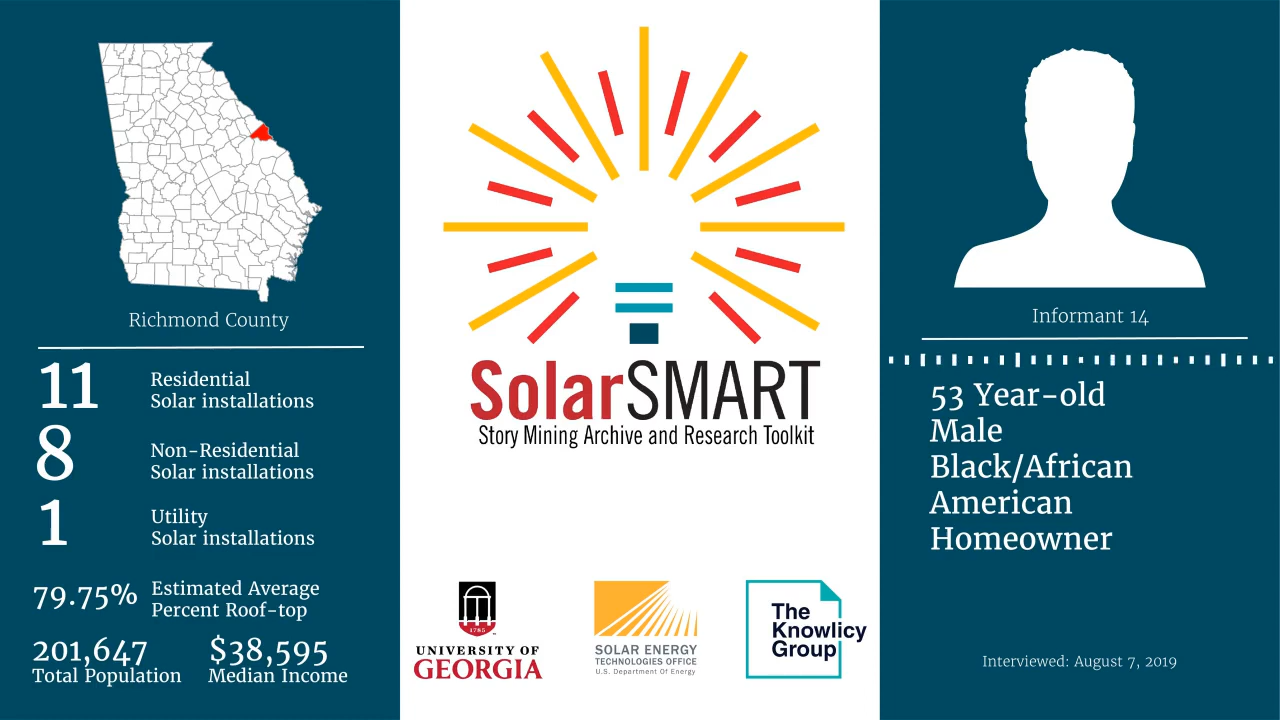 Richmond County
11
Residential
Solar installations
8
Non-Residential
Solar installations
1
Utility
Solar installations
79.75%
Estimated Average
Percent Roof-top
201,647
Total Population
$38,595
Median Income
SolarSMART
Story Mining Archive and Research Toolkit
1785
UNIVERSITY OF
GEORGIA
SOLAR ENERGY
TECHNOLOGIES OFFICE
U.S. Department Of Energy
The
Knowlicy
Group
Informant 14
53 Year-old
Male
Black/African
American
Homeowner
Interviewed: August 7, 2019